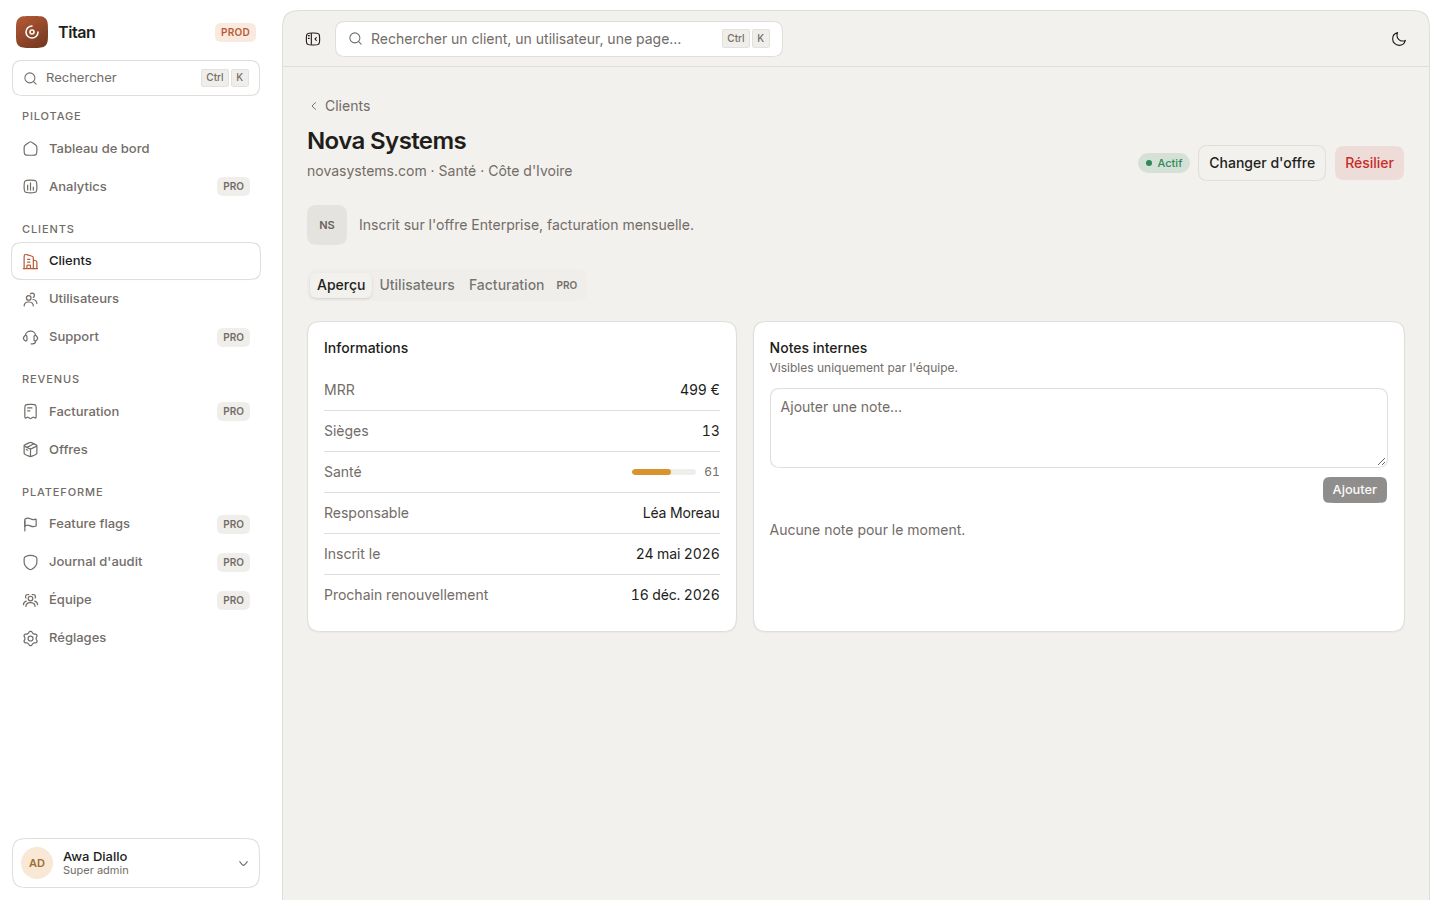 Titan
PROD
Rechercher
Ctrl K
PILOTAGE
Tableau de bord
Analytics PRO
CLIENTS
Clients
Utilisateurs
Support PRO
REVENUS
Facturation PRO
Offres
PLATEFORME
Feature flags PRO
Journal d'audit PRO
Équipe PRO
Réglages
AD
Awa Diallo
Super admin
Rechercher un client, un utilisateur, une page... Ctrl K
Clients
Nova Systems
novasystems.com · Santé · Côte d'Ivoire
Actif
Changer d'offre
Résilier
NS
Inscrit sur l'offre Enterprise, facturation mensuelle.
Aperçu Utilisateurs Facturation PRO
Informations
MRR 499 €
Sièges 13
Santé 61
Responsable Léa Moreau
Inscrit le 24 mai 2026
Prochain renouvellement 16 déc. 2026
Notes internes
Visibles uniquement par l'équipe.
Ajouter une note...
Ajouter
Aucune note pour le moment.